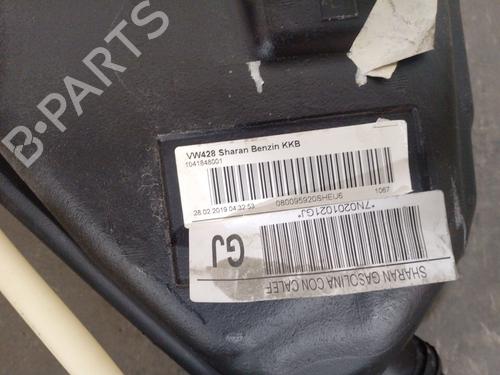 B-PARTS
VW428 Sharan Benzin KKB
1041848001
28.02.2019 04:32:53 080095920SHEU6 1067
GJ
*7N0201021GJ*
SHARAN GASOLINA CON CALEF